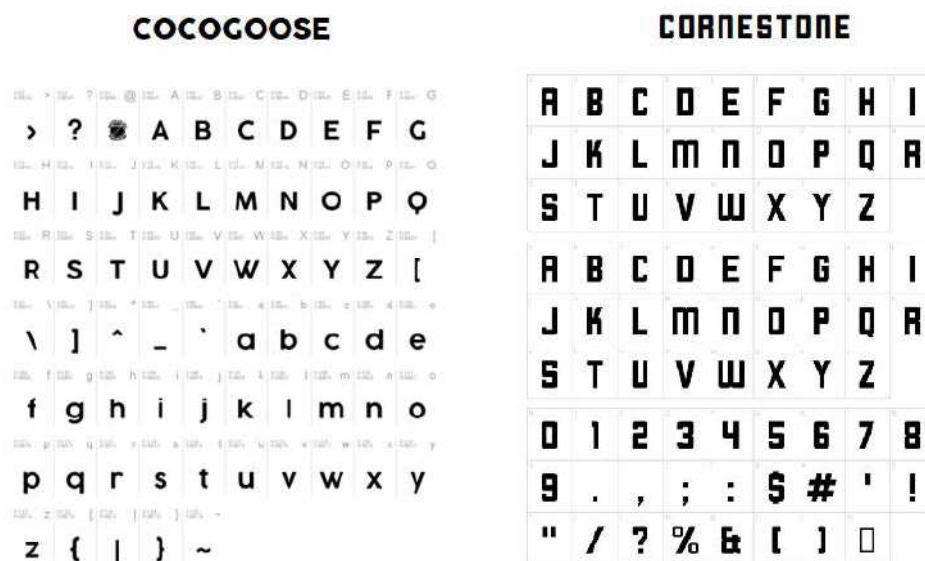 COCOGOOSE
> ? @ A B C D E F G
> ? A B C D E F G
H I J K L M N O P Q
H I J K L M N O P Q
R S T U V W X Y Z [
R S T U V W X Y Z [
\ ] ^ _ ` a b c d e
\ ] ^ _ ` a b c d e
f g h i j k l m n o
f g h i j k l m n o
p q r s t u v w x y
p q r s t u v w x y
z { | } ~
z { | } ~
CORNESTONE
A B C D E F G H I
J K L M N O P Q R
S T U V W X Y Z
A B C D E F G H I
J K L M N O P Q R
S T U V W X Y Z
0 1 2 3 4 5 6 7 8
9 . , ; : $ # ' !
" / ? % & [ ]